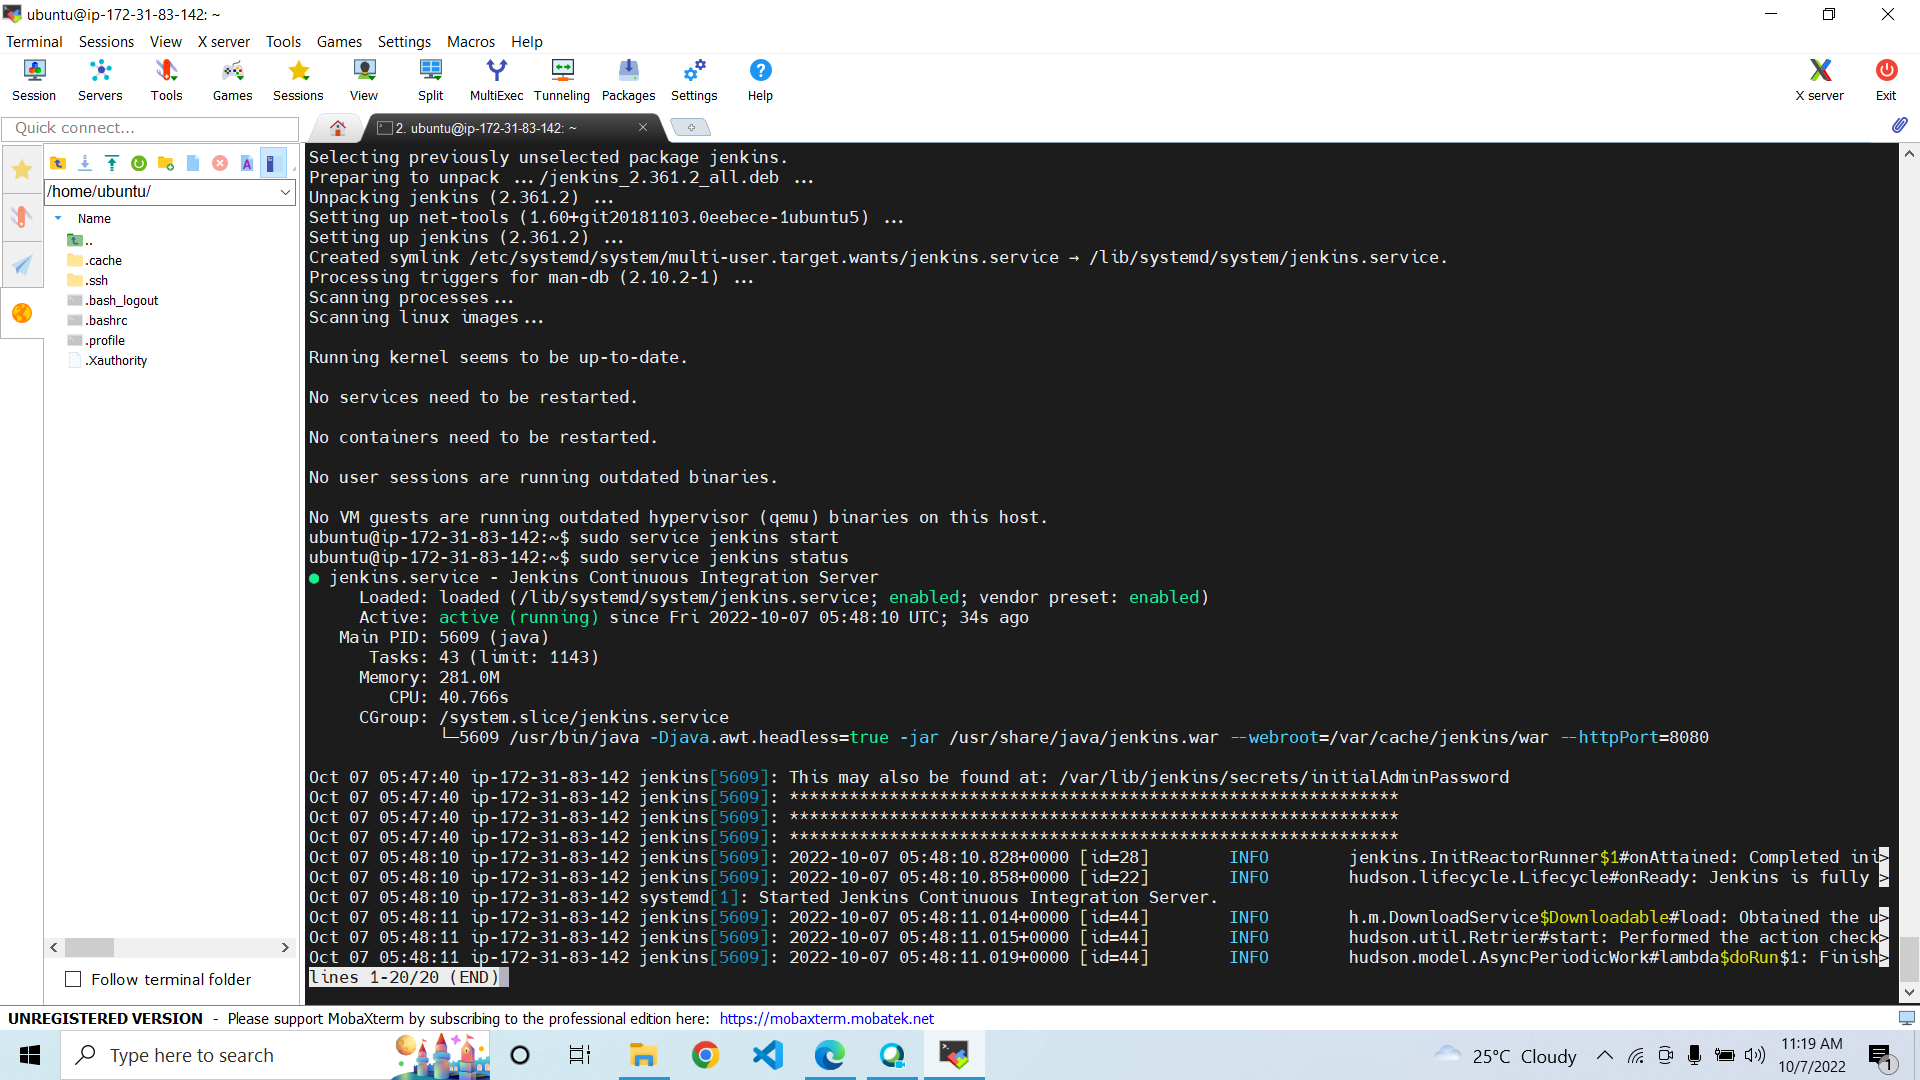 ubuntu@ip-172-31-83-142: ~
Terminal Sessions View X server Tools Games Settings Macros Help
Session Servers Tools Games Sessions View Split MultiExec Tunneling Packages Settings Help X server Exit
Quick connect...
2. ubuntu@ip-172-31-83-142: ~
/home/ubuntu/
Name
..
.cache
.ssh
.bash_logout
.bashrc
.profile
.Xauthority
Follow terminal folder
Selecting previously unselected package jenkins.
Preparing to unpack .../jenkins_2.361.2_all.deb ...
Unpacking jenkins (2.361.2) ...
Setting up net-tools (1.60+git20181103.0eebece-1ubuntu5) ...
Setting up jenkins (2.361.2) ...
Created symlink /etc/systemd/system/multi-user.target.wants/jenkins.service → /lib/systemd/system/jenkins.service.
Processing triggers for man-db (2.10.2-1) ...
Scanning processes...
Scanning linux images...
Running kernel seems to be up-to-date.
No services need to be restarted.
No containers need to be restarted.
No user sessions are running outdated binaries.
No VM guests are running outdated hypervisor (qemu) binaries on this host.
ubuntu@ip-172-31-83-142:~$ sudo service jenkins start
ubuntu@ip-172-31-83-142:~$ sudo service jenkins status
● jenkins.service - Jenkins Continuous Integration Server
Loaded: loaded (/lib/systemd/system/jenkins.service; enabled; vendor preset: enabled)
Active: active (running) since Fri 2022-10-07 05:48:10 UTC; 34s ago
Main PID: 5609 (java)
Tasks: 43 (limit: 1143)
Memory: 281.0M
CPU: 40.766s
CGroup: /system.slice/jenkins.service
└─5609 /usr/bin/java -Djava.awt.headless=true -jar /usr/share/java/jenkins.war --webroot=/var/cache/jenkins/war --httpPort=8080
Oct 07 05:47:40 ip-172-31-83-142 jenkins[5609]: This may also be found at: /var/lib/jenkins/secrets/initialAdminPassword
Oct 07 05:47:40 ip-172-31-83-142 jenkins[5609]: *************************************************************
Oct 07 05:47:40 ip-172-31-83-142 jenkins[5609]: *************************************************************
Oct 07 05:47:40 ip-172-31-83-142 jenkins[5609]: *************************************************************
Oct 07 05:48:10 ip-172-31-83-142 jenkins[5609]: 2022-10-07 05:48:10.828+0000 [id=28] INFO jenkins.InitReactorRunner$1#onAttained: Completed ini>
Oct 07 05:48:10 ip-172-31-83-142 jenkins[5609]: 2022-10-07 05:48:10.858+0000 [id=22] INFO hudson.lifecycle.Lifecycle#onReady: Jenkins is fully >
Oct 07 05:48:10 ip-172-31-83-142 systemd[1]: Started Jenkins Continuous Integration Server.
Oct 07 05:48:11 ip-172-31-83-142 jenkins[5609]: 2022-10-07 05:48:11.014+0000 [id=44] INFO h.m.DownloadService$Downloadable#load: Obtained the u>
Oct 07 05:48:11 ip-172-31-83-142 jenkins[5609]: 2022-10-07 05:48:11.015+0000 [id=44] INFO hudson.util.Retrier#start: Performed the action check>
Oct 07 05:48:11 ip-172-31-83-142 jenkins[5609]: 2022-10-07 05:48:11.019+0000 [id=44] INFO hudson.model.AsyncPeriodicWork#lambda$doRun$1: Finish>
lines 1-20/20 (END)
UNREGISTERED VERSION - Please support MobaXterm by subscribing to the professional edition here: https://mobaxterm.mobatek.net
Type here to search
25°C Cloudy
11:19 AM
10/7/2022
1